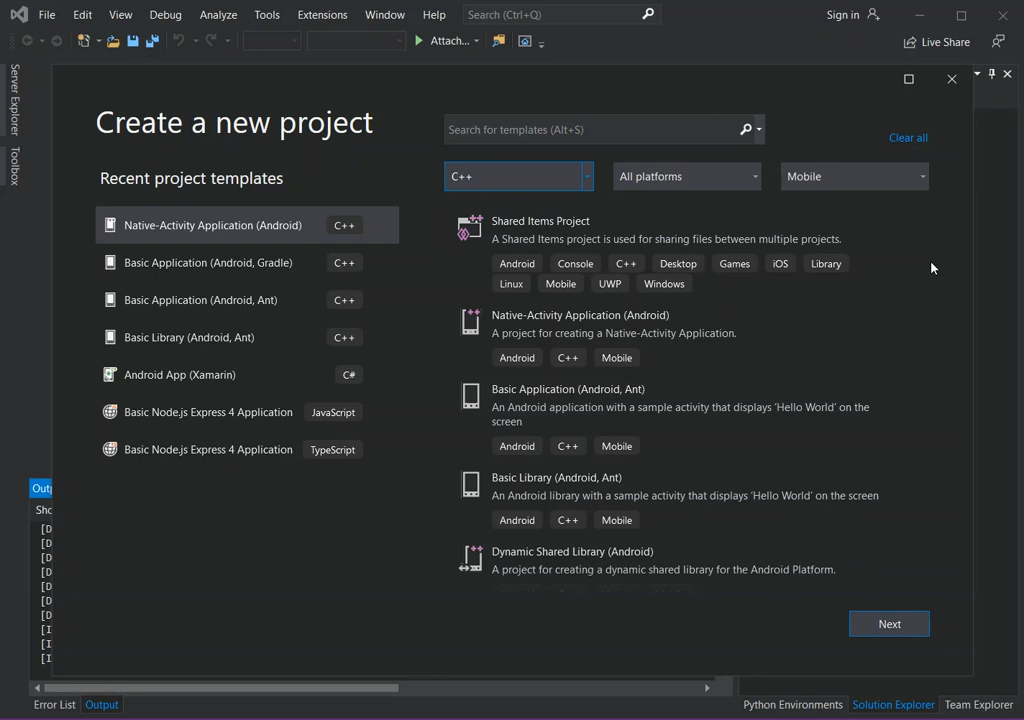 File Edit View Debug Analyze Tools Extensions Window Help Search (Ctrl+Q) Sign in
Attach... Live Share
Server Explorer
Toolbox
Create a new project
Search for templates (Alt+S)
Clear all
Recent project templates
C++ All platforms Mobile
Native-Activity Application (Android) C++
Basic Application (Android, Gradle) C++
Basic Application (Android, Ant) C++
Basic Library (Android, Ant) C++
Android App (Xamarin) C#
Basic Node.js Express 4 Application JavaScript
Basic Node.js Express 4 Application TypeScript
Shared Items Project
A Shared Items project is used for sharing files between multiple projects.
Android Console C++ Desktop Games iOS Library
Linux Mobile UWP Windows
Native-Activity Application (Android)
A project for creating a Native-Activity Application.
Android C++ Mobile
Basic Application (Android, Ant)
An Android application with a sample activity that displays 'Hello World' on the
screen
Android C++ Mobile
Basic Library (Android, Ant)
An Android library with a sample activity that displays 'Hello World' on the screen
Android C++ Mobile
Dynamic Shared Library (Android)
A project for creating a dynamic shared library for the Android Platform.
Next
Outp
Sho
[D
[D
[D
[D
[D
[D
[D
[I
[I
[I
Error List Output Python Environments Solution Explorer Team Explorer